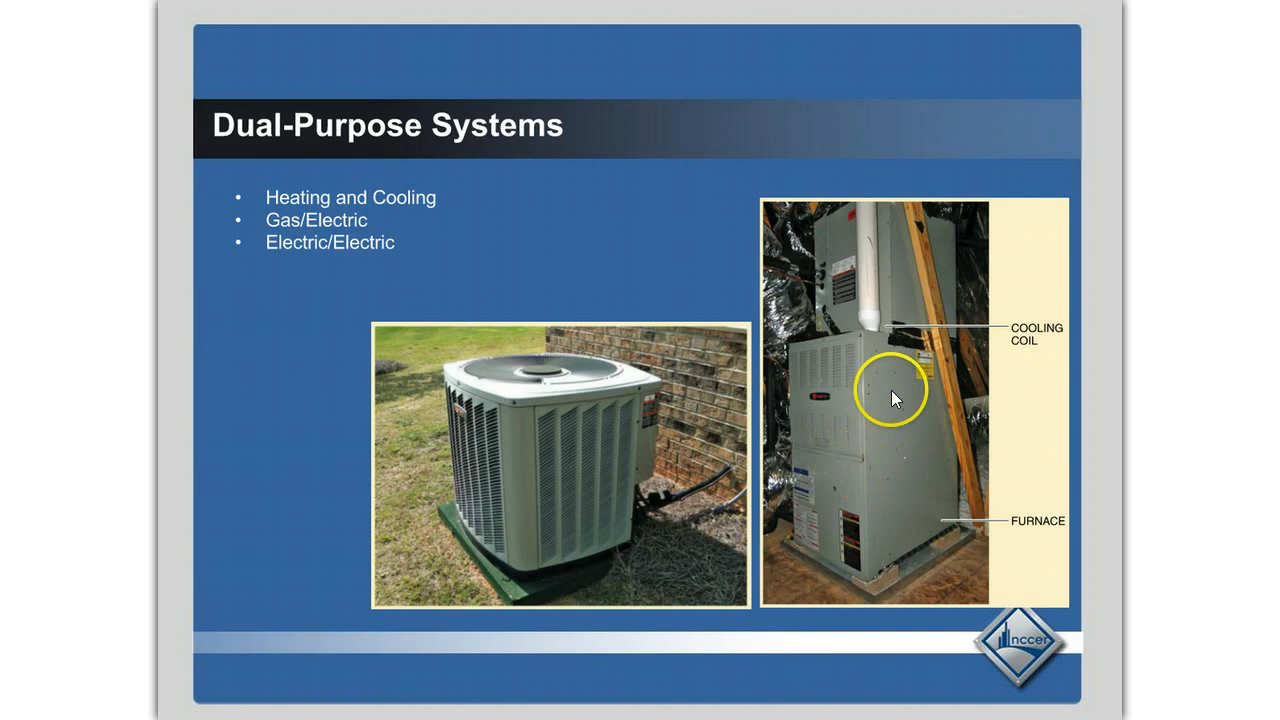 Dual-Purpose Systems
• Heating and Cooling
• Gas/Electric
• Electric/Electric
COOLING
COIL
FURNACE
nccer